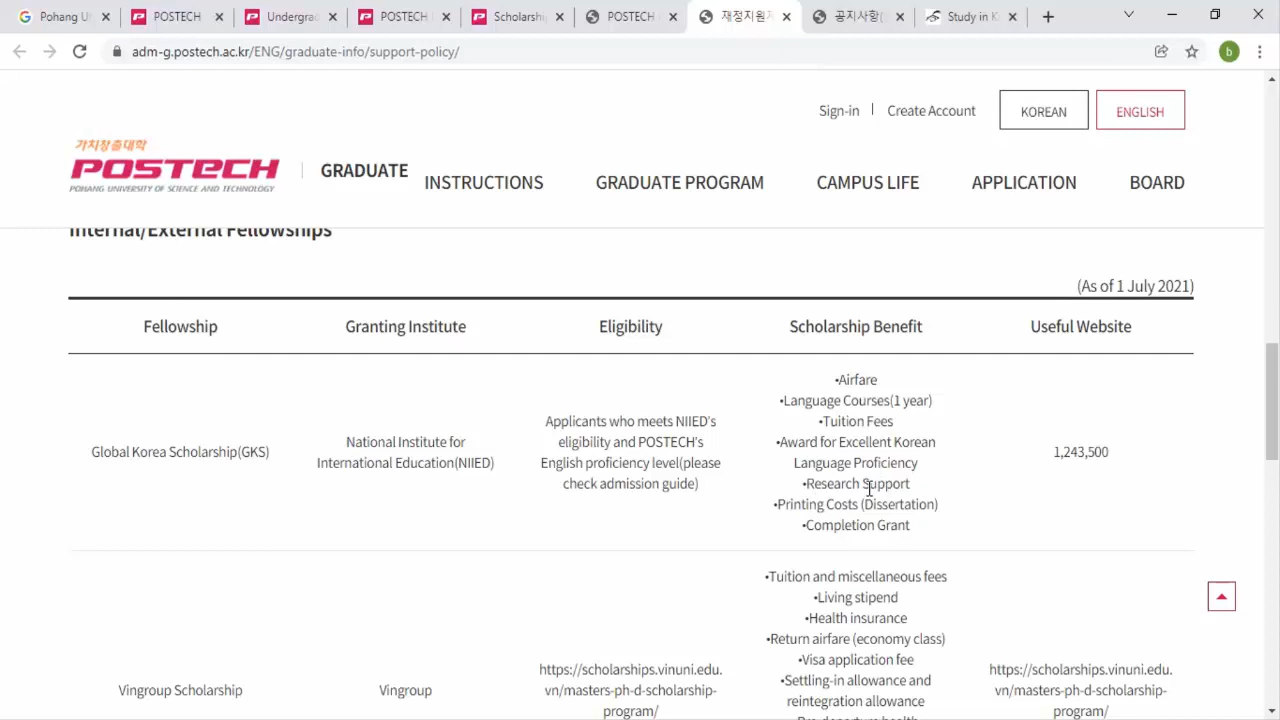 Pohang U
POSTECH
Undergrad
POSTECH
Scholarship
POSTECH
재정지원제
공지사항(
Study in K
adm-g.postech.ac.kr/ENG/graduate-info/support-policy/
b
Sign-in
Create Account
KOREAN
ENGLISH
가치창출대학
POSTECH
POHANG UNIVERSITY OF SCIENCE AND TECHNOLOGY
GRADUATE
INSTRUCTIONS
GRADUATE PROGRAM
CAMPUS LIFE
APPLICATION
BOARD
Internal/External Fellowships
(As of 1 July 2021)
Fellowship
Granting Institute
Eligibility
Scholarship Benefit
Useful Website
Global Korea Scholarship(GKS)
National Institute for
International Education(NIIED)
Applicants who meets NIIED's
eligibility and POSTECH's
English proficiency level(please
check admission guide)
•Airfare
•Language Courses(1 year)
•Tuition Fees
•Award for Excellent Korean
Language Proficiency
•Research Support
•Printing Costs (Dissertation)
•Completion Grant
1,243,500
Vingroup Scholarship
Vingroup
https://scholarships.vinuni.edu.
vn/masters-ph-d-scholarship-
program/
•Tuition and miscellaneous fees
•Living stipend
•Health insurance
•Return airfare (economy class)
•Visa application fee
•Settling-in allowance and
reintegration allowance
https://scholarships.vinuni.edu.
vn/masters-ph-d-scholarship-
program/